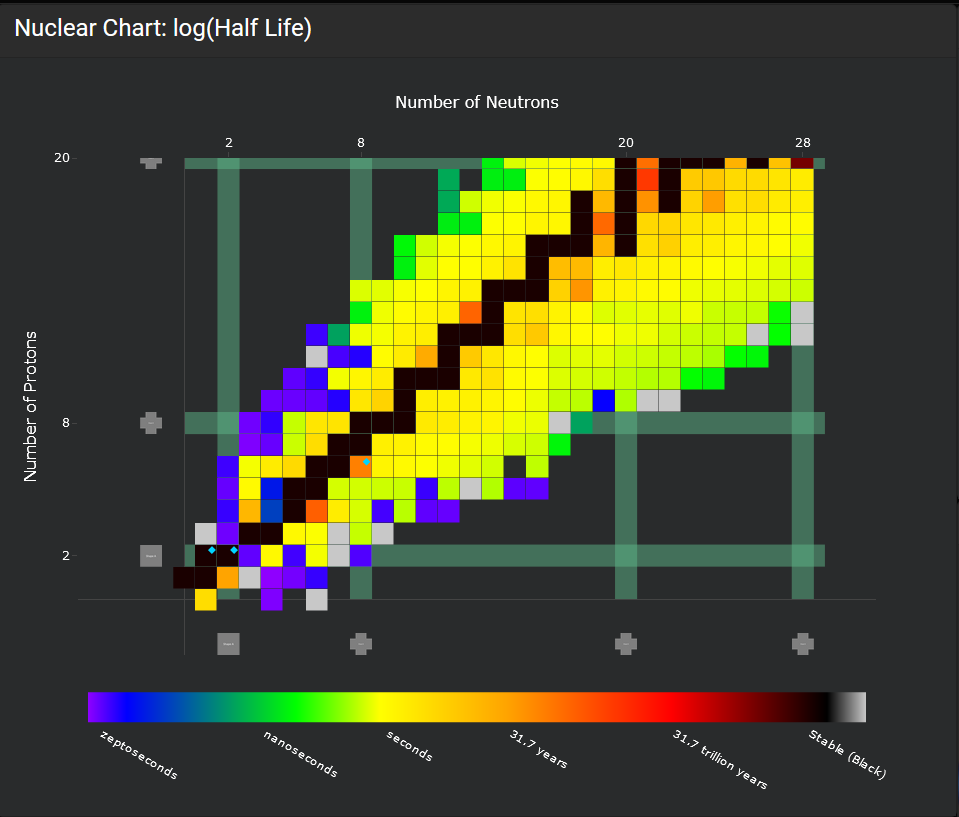 Nuclear Chart: log(Half Life)
Number of Neutrons
2
8
20
28
20
8
2
Number of Protons
zeptoseconds
nanoseconds
seconds
31.7 years
31.7 trillion years
Stable (Black)